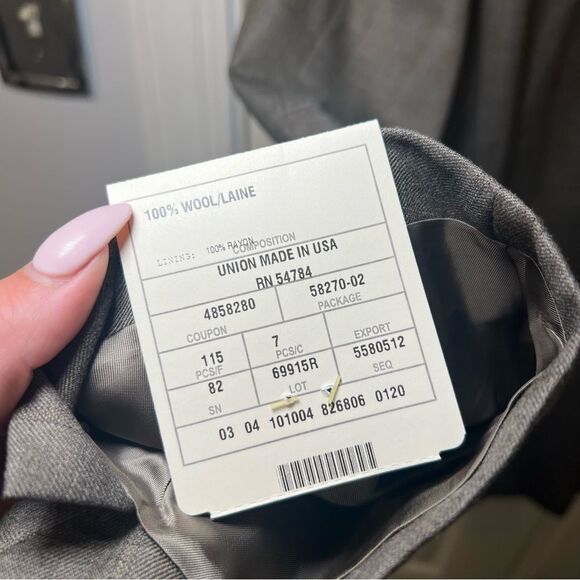 100% WOOL/LAINE
LINING: 100% RAYON
COMPOSITION
UNION MADE IN USA
RN 54784
4858280 58270-02
COUPON PACKAGE
115 7 EXPORT
PCS/F PCS/C 5580512
82 69915R SEQ
SN LOT
03 04 101004 826806 0120